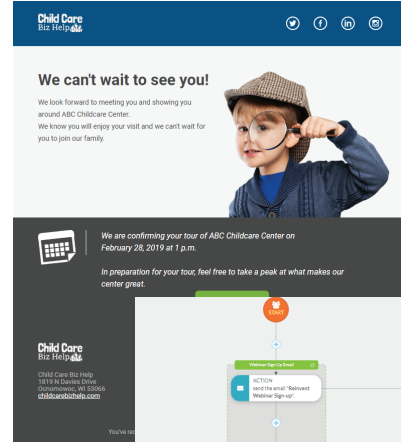 Child Care
Biz Help
We can't wait to see you!
We look forward to meeting you and showing you
around ABC Childcare Center.
We know you will enjoy your visit and we can't wait for
you to join our family.
We are confirming your tour of ABC Childcare Center on
February 28, 2019 at 1 p.m.
In preparation for your tour, feel free to take a peak at what makes our
center great.
START
Webinar Sign Up Email
ACTION
send the email "Reinvent
Webinar Sign-up".
Child Care
Biz Help
Child Care Biz Help
1819 N Davies Drive
Oconomowoc, WI 53066
childcarebizhelp.com
You've rec